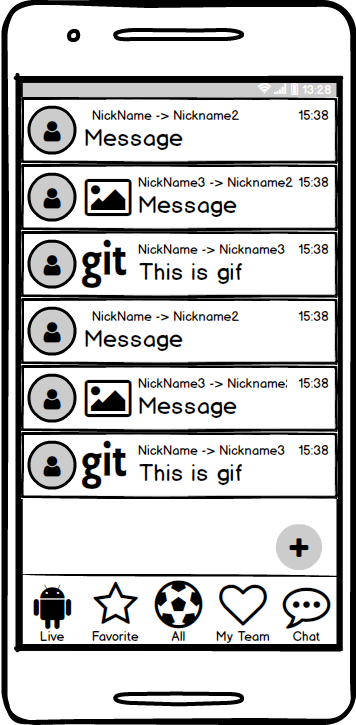 13:28
NickName -> Nickname2 15:38
Message
NickName3 -> Nickname2 15:38
Message
git NickName -> Nickname3 15:38
This is gif
NickName -> Nickname2 15:38
Message
NickName3 -> Nickname 15:38
Message
git NickName -> Nickname3 15:38
This is gif
Live Favorite All My Team Chat